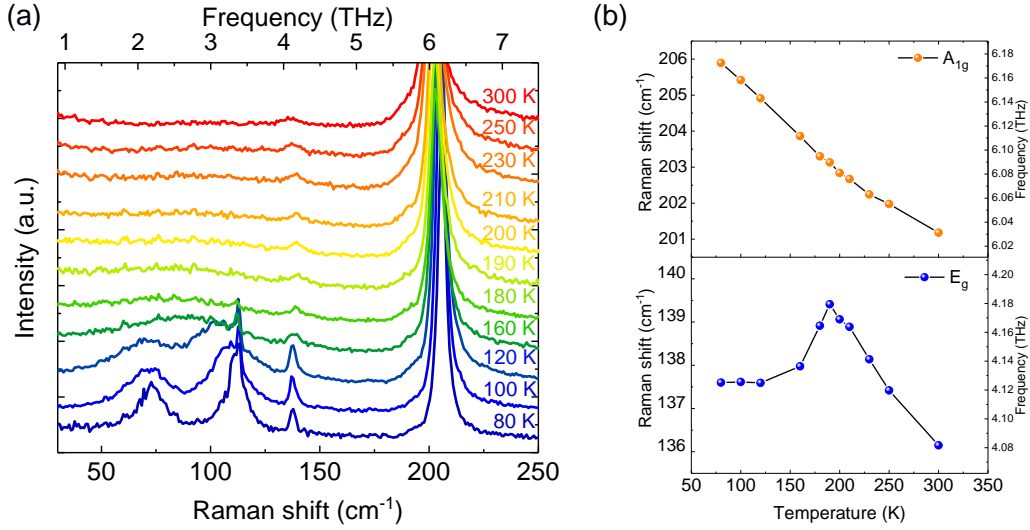 (a)
Frequency (THz)
1 2 3 4 5 6 7
300 K
250 K
230 K
210 K
200 K
190 K
180 K
160 K
120 K
100 K
80 K
Intensity (a.u.)
50 100 150 200 250
Raman shift (cm⁻¹)
(b)
A1g
206
205
204
203
202
201
Raman shift (cm⁻¹)
6.18
6.16
6.14
6.12
6.10
6.08
6.06
6.04
6.02
Frequency (THz)
Eg
140
139
138
137
136
Raman shift (cm⁻¹)
4.20
4.18
4.16
4.14
4.12
4.10
4.08
Frequency (THz)
50 100 150 200 250 300 350
Temperature (K)